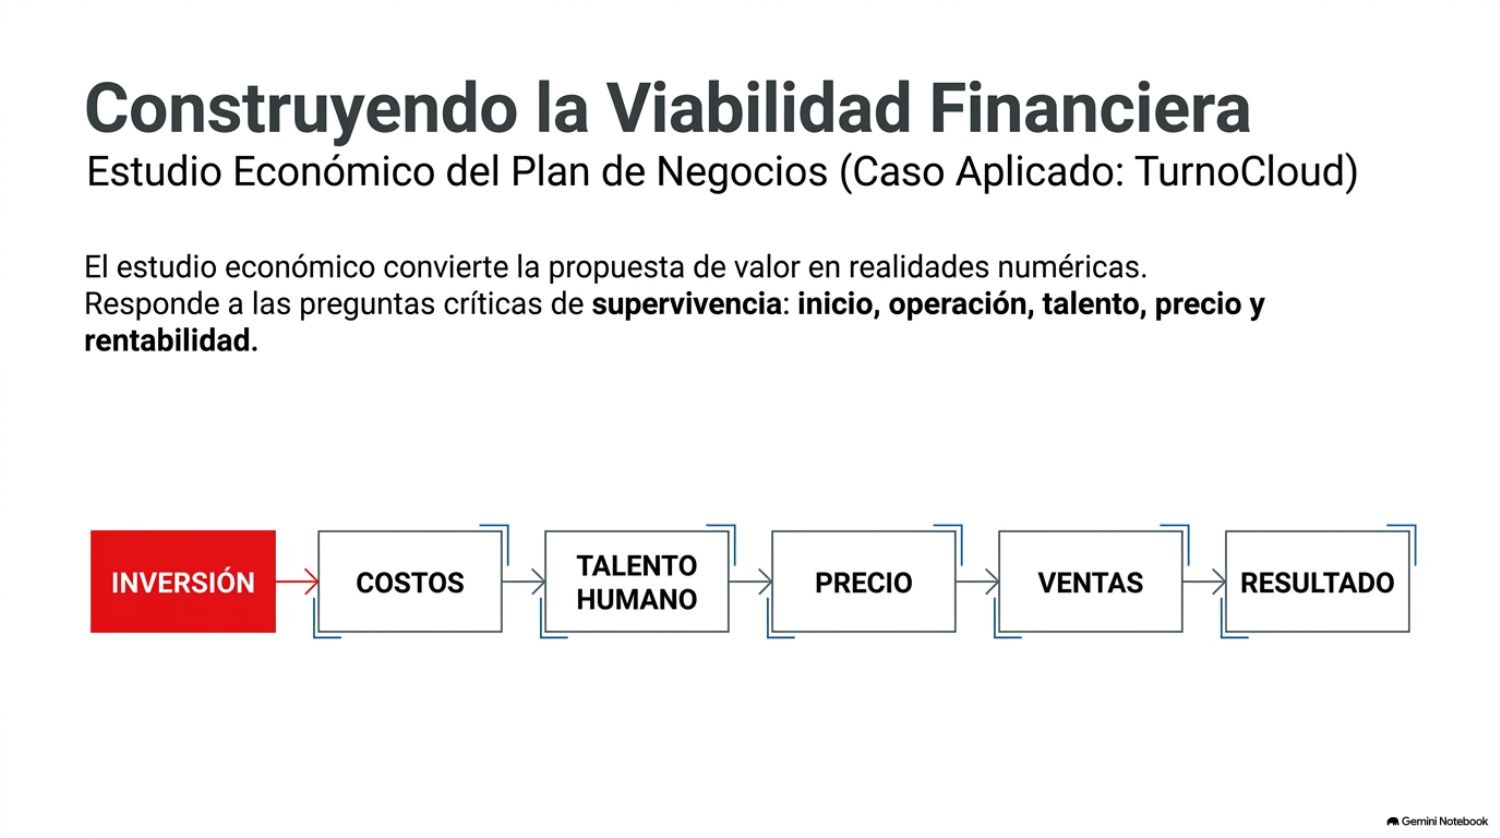 Construyendo la Viabilidad Financiera
Estudio Económico del Plan de Negocios (Caso Aplicado: TurnoCloud)
El estudio económico convierte la propuesta de valor en realidades numéricas.
Responde a las preguntas críticas de supervivencia: inicio, operación, talento, precio y
rentabilidad.
INVERSIÓN
COSTOS
TALENTO
HUMANO
PRECIO
VENTAS
RESULTADO
Gemini Notebook